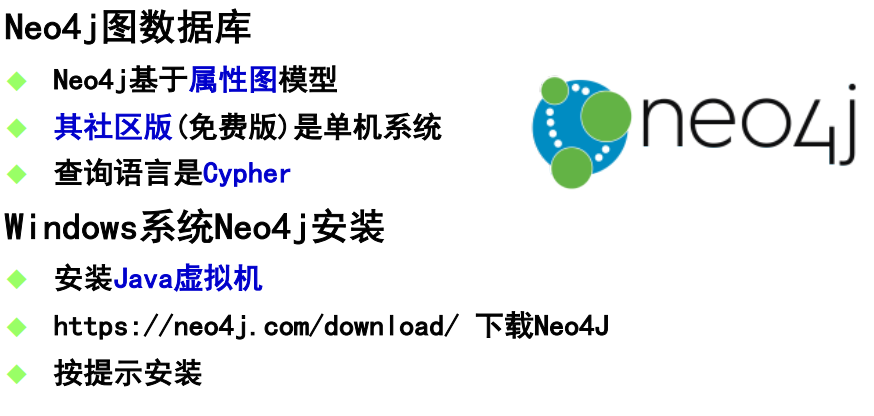 Neo4j图数据库
Neo4j基于属性图模型
其社区版(免费版)是单机系统
查询语言是Cypher
neo4j
Windows系统Neo4j安装
安装Java虚拟机
https://neo4j.com/download/ 下载Neo4J
按提示安装